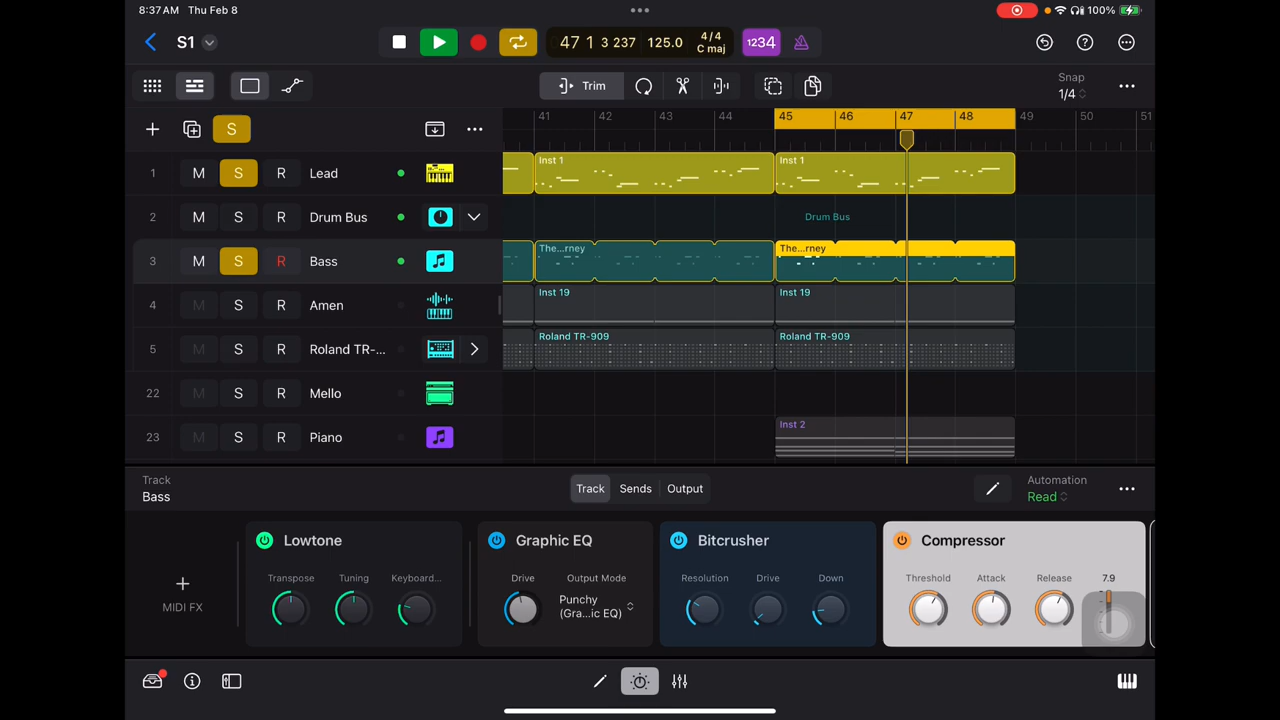 8:37AM Thu Feb 8
100%
S1
47 1 3 237 125.0 4/4
C maj
1234
Trim
Snap
1/4
S
41 42 43 44 45 46 47 48 49 50 51
1 M S R Lead
Inst 1 Inst 1
2 M S R Drum Bus
Drum Bus
3 M S R Bass
The...rney The...rney
4 M S R Amen
Inst 19 Inst 19
5 M S R Roland TR-...
Roland TR-909 Roland TR-909
22 M S R Mello
23 M S R Piano
Inst 2
Track
Bass
Track Sends Output
Automation
Read
MIDI FX
Lowtone
Transpose Tuning Keyboard...
Graphic EQ
Drive Output Mode
Punchy
(Gra...ic EQ)
Bitcrusher
Resolution Drive Down
Compressor
Threshold Attack Release 7.9